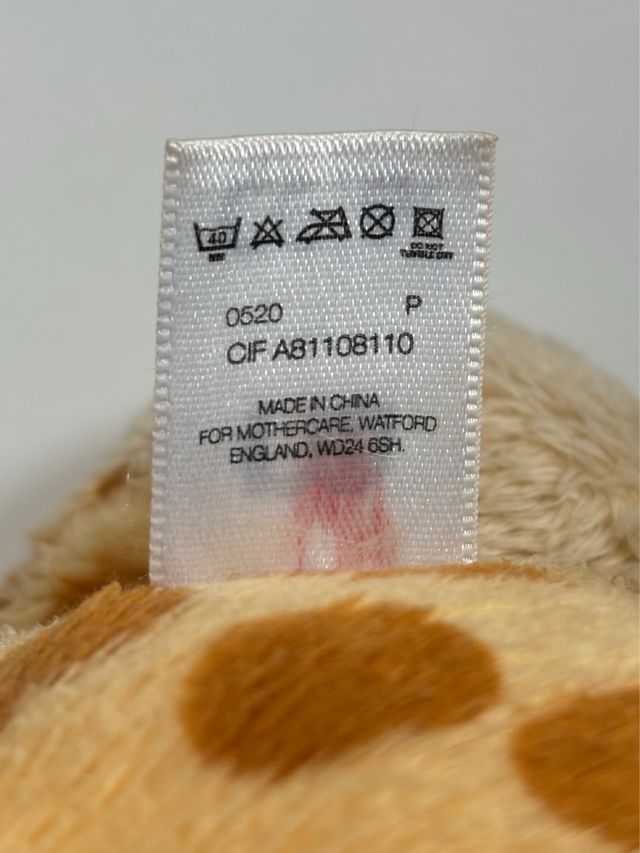 40
DO NOT
TUMBLE DRY
0520 P
CIF A81108110
MADE IN CHINA
FOR MOTHERCARE, WATFORD
ENGLAND, WD24 6SH.